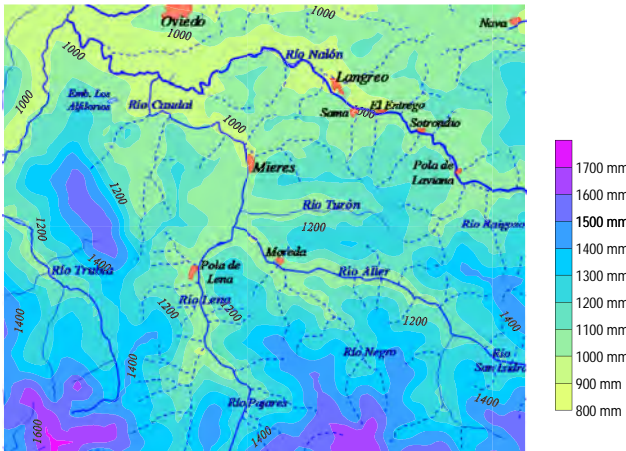 1000
Oviedo
1000
Nava
1000
Río Nalón
Langreo
Emb. Los
Alfilorios
1000
Río Caudal
Sama
1000
El Entrego
Sotrondio
1000
Mieres
Pola de
Laviana
1200
Río Turón
1200
1200
Moreda
1400
Río Trubia
Pola de
Lena
Río Aller
Río Lena
1200
1200
1200
1400
1400
Río Negro
Río
San Isidro
1400
Río Pajares
1400
1600
1400
1700 mm
1600 mm
1500 mm
1400 mm
1300 mm
1200 mm
1100 mm
1000 mm
900 mm
800 mm